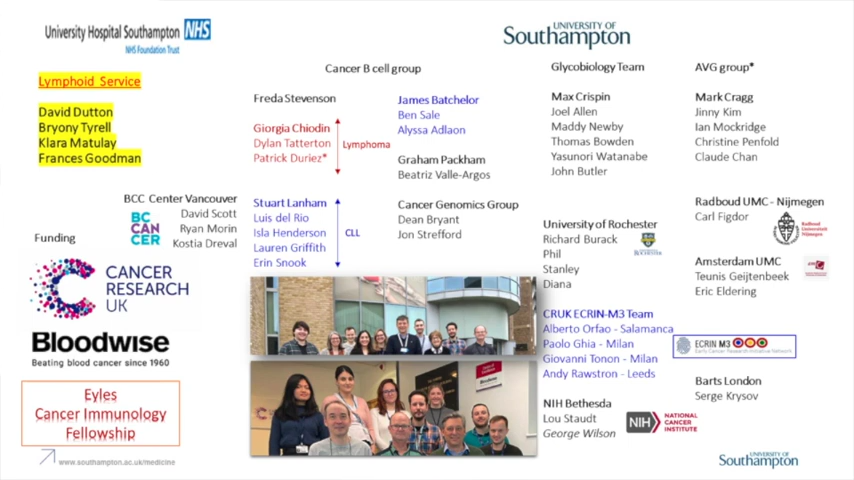 University Hospital Southampton NHS
NHS Foundation Trust
UNIVERSITY OF
Southampton
Lymphoid Service
David Dutton
Bryony Tyrell
Klara Matulay
Frances Goodman
Cancer B cell group
Freda Stevenson
Giorgia Chiodin
Dylan Tatterton
Patrick Duriez*
Lymphoma
Stuart Lanham
Luis del Rio
Isla Henderson
Lauren Griffith
Erin Snook
CLL
James Batchelor
Ben Sale
Alyssa Adlaon
Graham Packham
Beatriz Valle-Argos
Cancer Genomics Group
Dean Bryant
Jon Strefford
Glycobiology Team
Max Crispin
Joel Allen
Maddy Newby
Thomas Bowden
Yasunori Watanabe
John Butler
AVG group*
Mark Cragg
Jinny Kim
Ian Mockridge
Christine Penfold
Claude Chan
BCC Center Vancouver
David Scott
Ryan Morin
Kostia Dreval
BC
CAN
CER
Radboud UMC - Nijmegen
Carl Figdor
Radboud
Universiteit
Nijmegen
University of Rochester
Richard Burack
Phil
Stanley
Diana
Amsterdam UMC
Teunis Geijtenbeek
Eric Eldering
Funding
CANCER
RESEARCH
UK
Bloodwise
Beating blood cancer since 1960
Eyles
Cancer Immunology
Fellowship
CRUK ECRIN-M3 Team
Alberto Orfao - Salamanca
Paolo Ghia - Milan
Giovanni Tonon - Milan
Andy Rawstron - Leeds
ECRIN M3
Early Cancer Research Initiative Network
NIH Bethesda
Lou Staudt
George Wilson
NIH NATIONAL
CANCER
INSTITUTE
Barts London
Serge Krysov
www.southampton.ac.uk/medicine
UNIVERSITY OF
Southampton